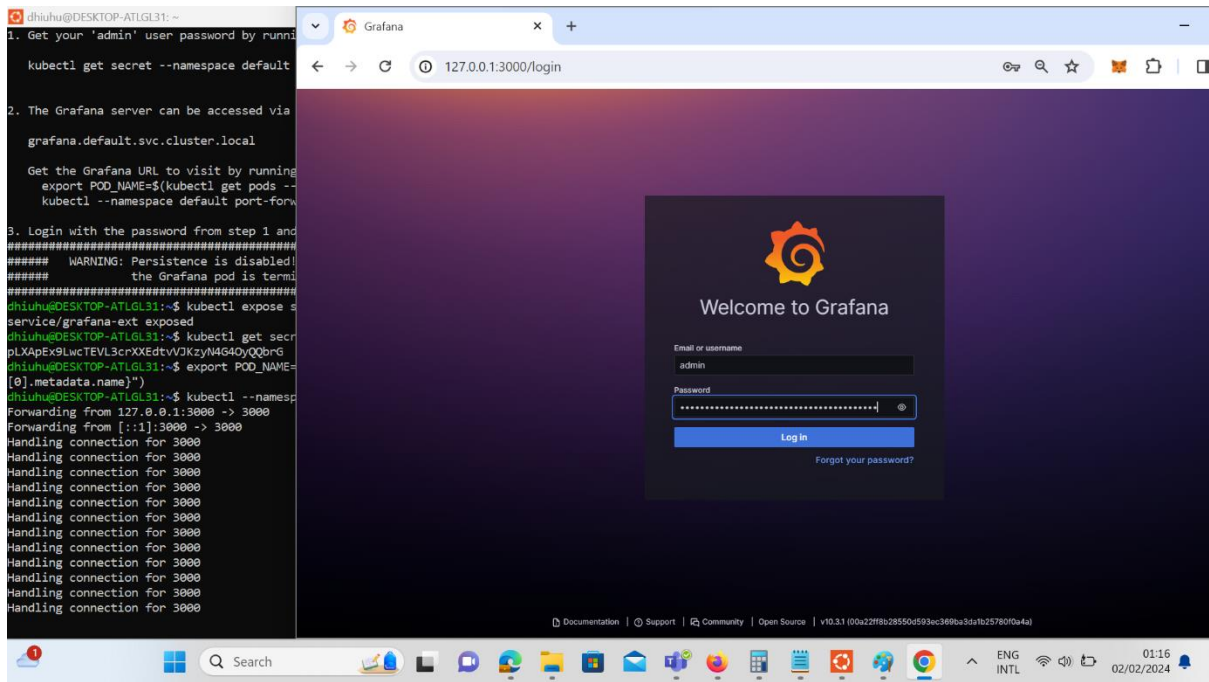 dhiuhu@DESKTOP-ATLGL31: ~
1. Get your 'admin' user password by runni
kubectl get secret --namespace default
2. The Grafana server can be accessed via
grafana.default.svc.cluster.local
Get the Grafana URL to visit by running
export POD_NAME=$(kubectl get pods --
kubectl --namespace default port-forw
3. Login with the password from step 1 and
#################################
###### WARNING: Persistence is disabled!
###### the Grafana pod is termi
#################################
dhiuhu@DESKTOP-ATLGL31:~$ kubectl expose s
service/grafana-ext exposed
dhiuhu@DESKTOP-ATLGL31:~$ kubectl get secr
pLXApEx9LwcTEVL3crXXEdtvVJKzyN4G4OyQQbrG
dhiuhu@DESKTOP-ATLGL31:~$ export POD_NAME=
[0].metadata.name}")
dhiuhu@DESKTOP-ATLGL31:~$ kubectl --namesp
Forwarding from 127.0.0.1:3000 -> 3000
Forwarding from [::1]:3000 -> 3000
Handling connection for 3000
Handling connection for 3000
Handling connection for 3000
Handling connection for 3000
Handling connection for 3000
Handling connection for 3000
Handling connection for 3000
Handling connection for 3000
Handling connection for 3000
Handling connection for 3000
Handling connection for 3000
Handling connection for 3000
Grafana
127.0.0.1:3000/login
Welcome to Grafana
Email or username
admin
Password
Log in
Forgot your password?
Documentation | Support | Community | Open Source | v10.3.1 (00a22ff8b28550d593ec369ba3da1b25780f0a4a)
1
Search
ENG
INTL
01:16
02/02/2024